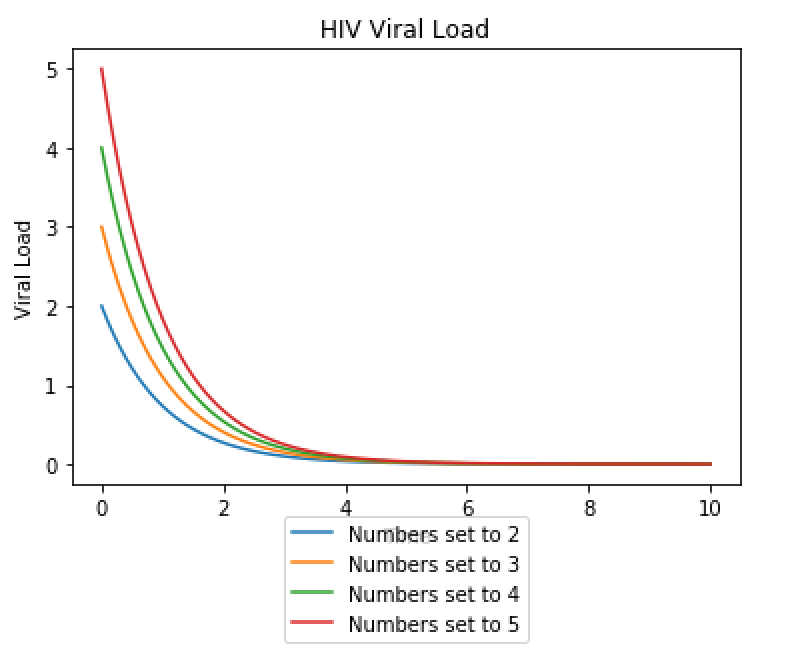 HIV Viral Load
Viral Load
5
4
3
2
1
0
0 2 4 6 8 10
Numbers set to 2
Numbers set to 3
Numbers set to 4
Numbers set to 5